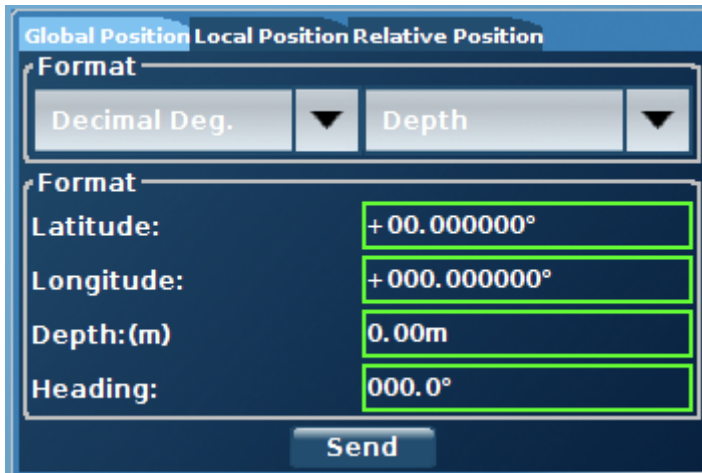 Global Position Local Position Relative Position
Format
Decimal Deg. Depth
Format
Latitude: +00.000000°
Longitude: +000.000000°
Depth:(m) 0.00m
Heading: 000.0°
Send